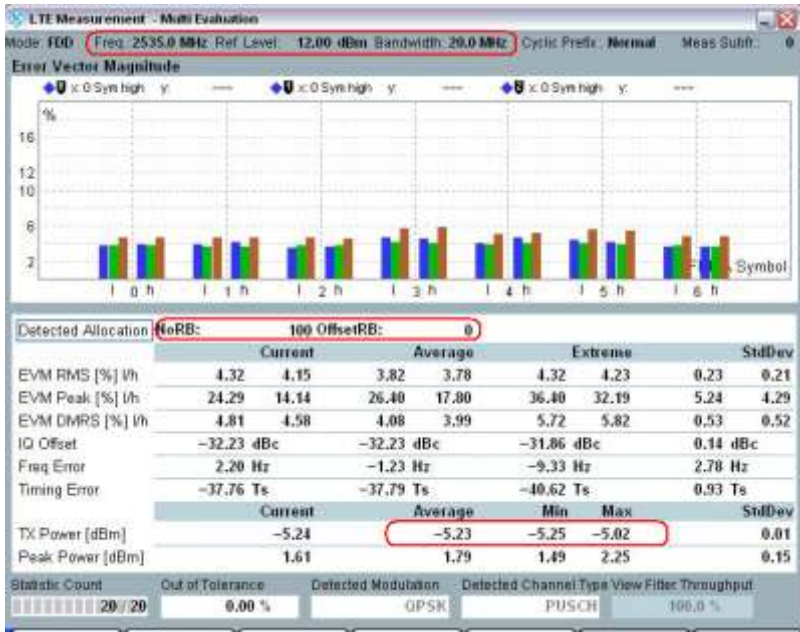 LTE Measurement - Multi Evaluation
Mode: FDD Freq: 2535.0 MHz Ref Level: 12.00 dBm Bandwidth: 20.0 MHz Cyclic Prefix: Normal Meas Subfr.: 0
Error Vector Magnitude
x: 0 Sym high y: --- x: 0 Sym high y: --- x: 0 Sym high y: ---
%
16
12
10
6
2
Symbol
l 0 h l 1 h l 2 h l 3 h l 4 h l 5 h l 6 h
Detected Allocation NoRB: 100 OffsetRB: 0
Current Average Extreme StdDev
EVM RMS [%] l/h 4.32 4.15 3.82 3.78 4.32 4.23 0.23 0.21
EVM Peak [%] l/h 24.29 14.14 26.40 17.80 36.40 32.19 5.24 4.29
EVM DMRS [%] l/h 4.81 4.58 4.08 3.99 5.72 5.82 0.53 0.52
IQ Offset -32.23 dBc -32.23 dBc -31.86 dBc 0.14 dBc
Freq Error 2.20 Hz -1.23 Hz -9.33 Hz 2.78 Hz
Timing Error -37.76 Ts -37.79 Ts -40.62 Ts 0.93 Ts
Current Average Min Max StdDev
TX Power [dBm] -5.24 -5.23 -5.25 -5.02 0.01
Peak Power [dBm] 1.61 1.79 1.49 2.25 0.15
Statistic Count Out of Tolerance Detected Modulation Detected Channel Type View Filter Throughput
20 / 20 0.00 % QPSK PUSCH 100.0 %